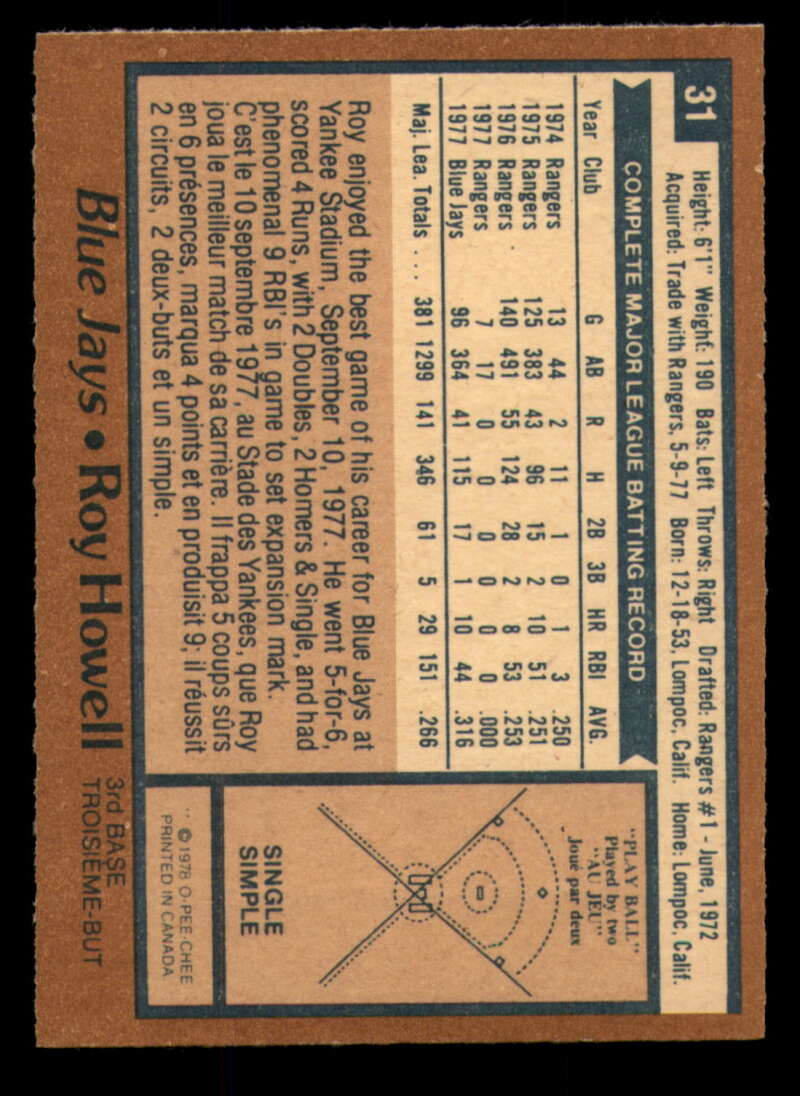 31
Height: 6'1" Weight: 190 Bats: Left Throws: Right Drafted: Rangers #1 - June, 1972
Acquired: Trade with Rangers, 5-9-77 Born: 12-18-53, Lompoc, Calif. Home: Lompoc, Calif.
COMPLETE MAJOR LEAGUE BATTING RECORD
Year Club G AB R H 2B 3B HR RBI AVG.
1974 Rangers 13 44 2 11 1 0 1 3 .250
1975 Rangers 125 383 43 96 15 2 10 51 .251
1976 Rangers 140 491 55 124 28 2 8 53 .253
1977 Rangers 7 17 0 0 0 0 0 0 .000
1977 Blue Jays 96 364 41 115 17 1 10 44 .316
Maj. Lea. Totals .... 381 1299 141 346 61 5 29 151 .266
Roy enjoyed the best game of his career for Blue Jays at
Yankee Stadium, September 10, 1977. He went 5-for-6,
scored 4 Runs, with 2 Doubles, 2 Homers & Single, and had
phenomenal 9 RBI's in game to set expansion mark.
C'est le 10 septembre 1977, au Stade des Yankees, que Roy
joua le meilleur match de sa carrière. Il frappa 5 coups sûrs
en 6 présences, marqua 4 points et en produisit 9; il réussit
2 circuits, 2 deux-buts et un simple.
"PLAY BALL"
Played by two
"AU JEU"
Joué par deux
SINGLE
SIMPLE
** © 1978 O-PEE-CHEE
PRINTED IN CANADA
Blue Jays • Roy Howell
3rd BASE
TROISIÈME-BUT